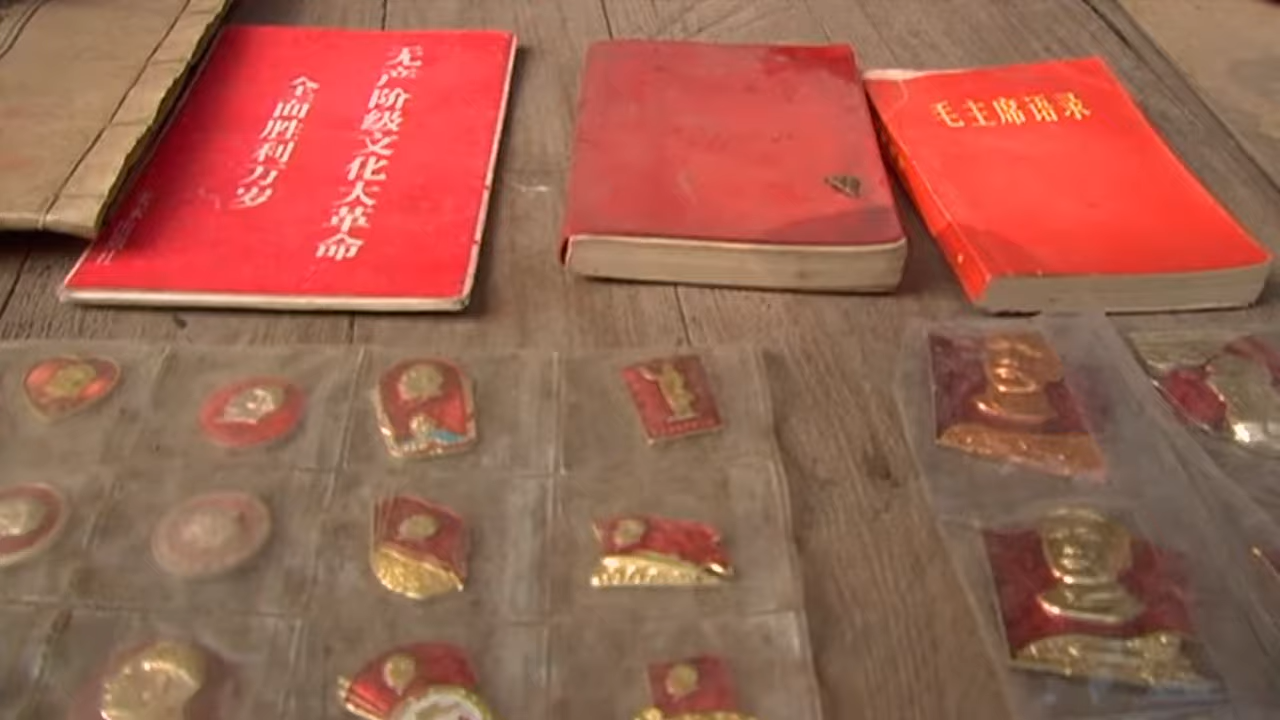 无产阶级文化大革命
全面胜利万岁
毛主席语录